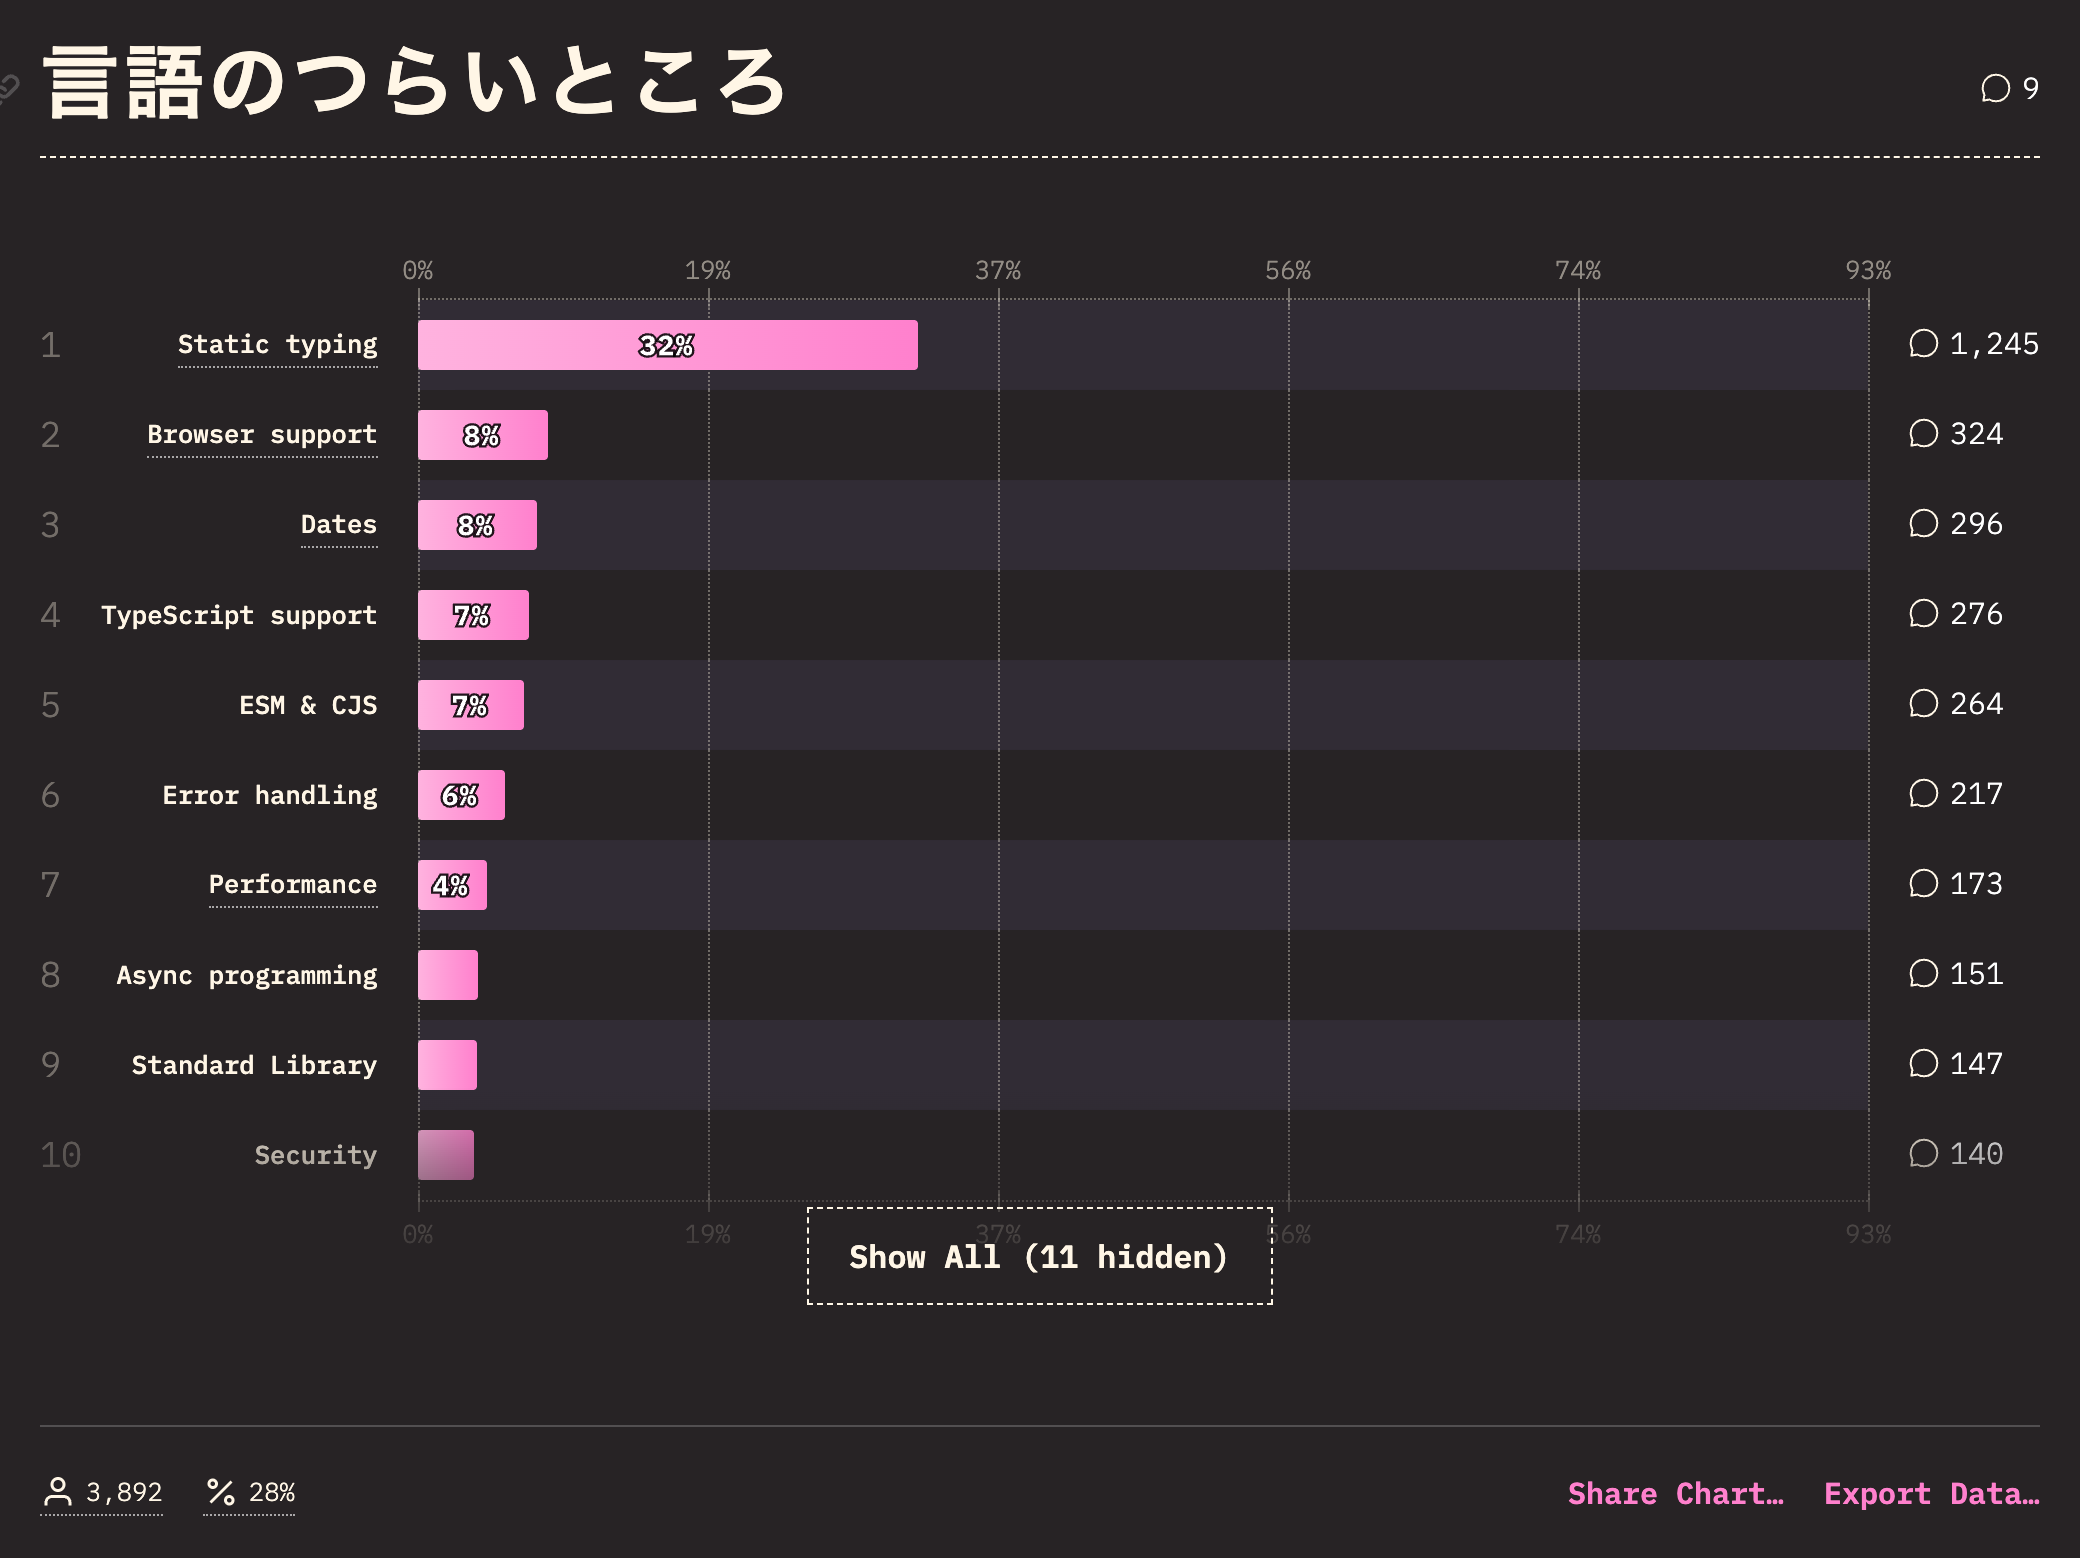 言語のつらいところ
9
0% 19% 37% 56% 74% 93%
1 Static typing 32% 1,245
2 Browser support 8% 324
3 Dates 8% 296
4 TypeScript support 7% 276
5 ESM & CJS 7% 264
6 Error handling 6% 217
7 Performance 4% 173
8 Async programming 151
9 Standard Library 147
10 Security 140
0% 19% 37% 56% 74% 93%
Show All (11 hidden)
3,892 % 28% Share Chart… Export Data…